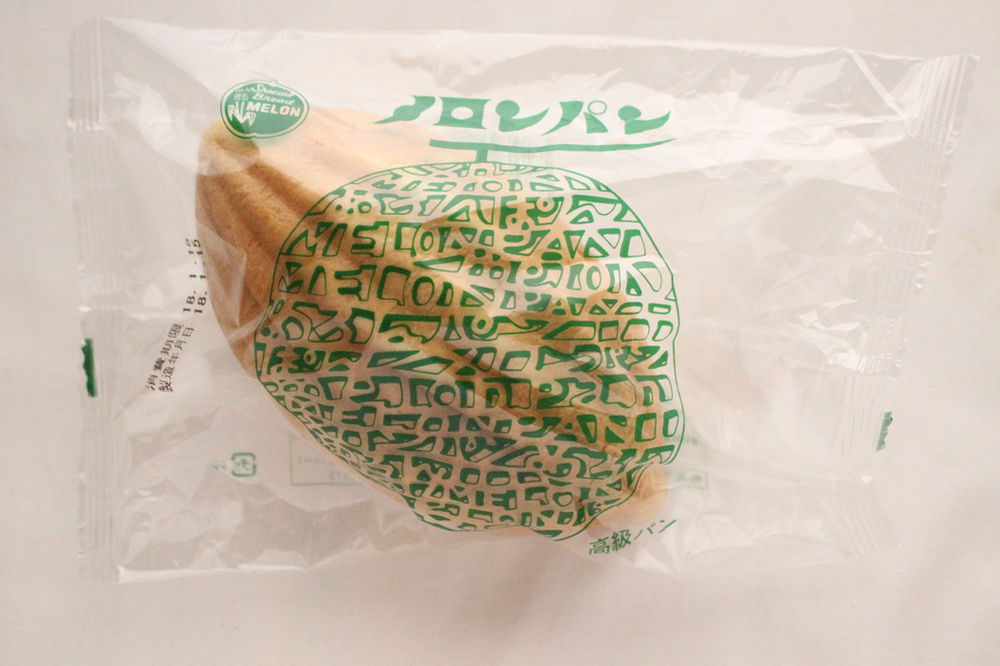 Special
Bread
MELON
メロンパン
消費期限 18. 1. 18
製造年月日 18. 1. 15
高級パン